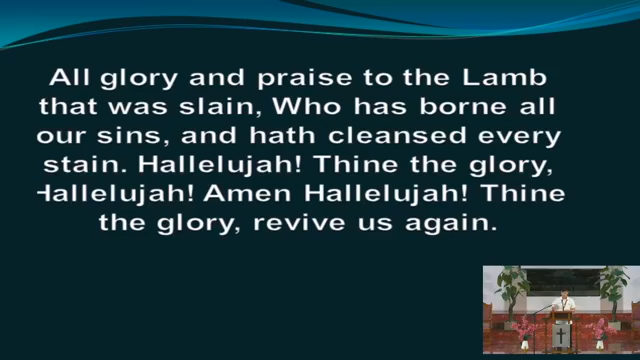 All glory and praise to the Lamb
that was slain, Who has borne all
our sins, and hath cleansed every
stain. Hallelujah! Thine the glory,
Hallelujah! Amen Hallelujah! Thine
the glory, revive us again.